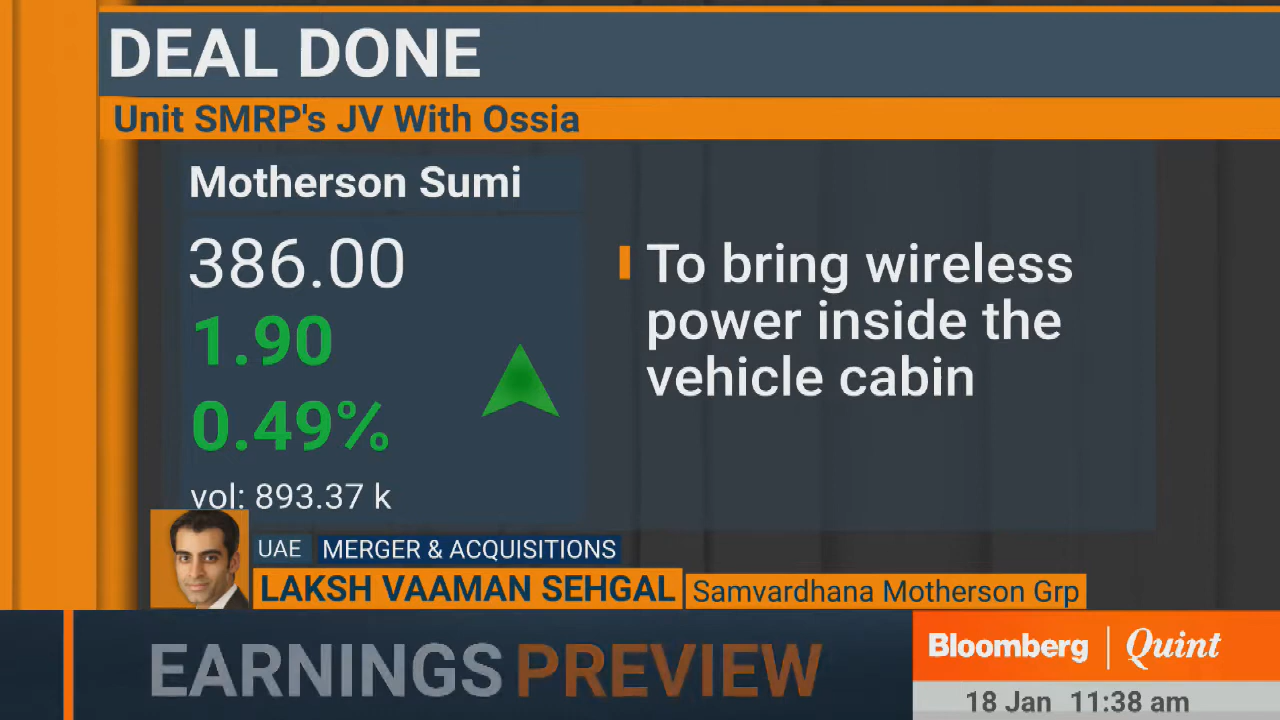 DEAL DONE
Unit SMRP's JV With Ossia
Motherson Sumi
386.00
1.90
0.49%
vol: 893.37 k
To bring wireless
power inside the
vehicle cabin
UAE MERGER & ACQUISITIONS
LAKSH VAAMAN SEHGAL Samvardhana Motherson Grp
EARNINGS PREVIEW
Bloomberg | Quint
18 Jan 11:38 am